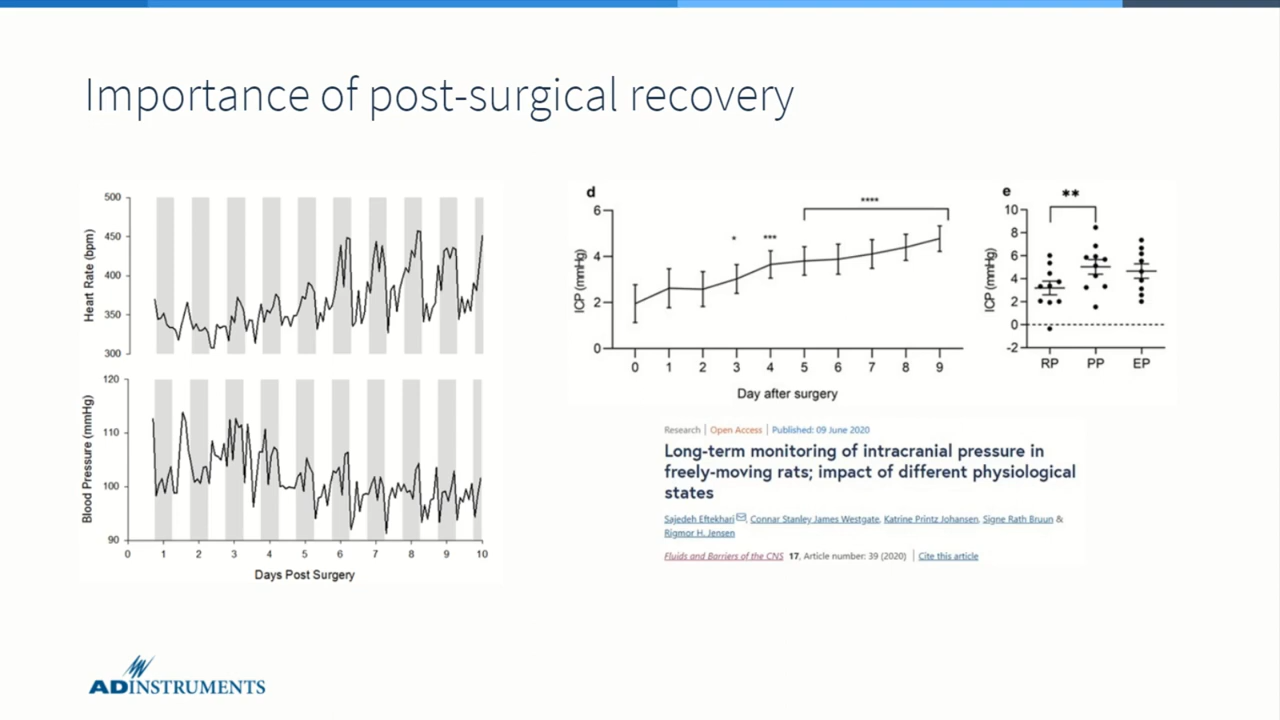 Importance of post-surgical recovery
500
450
400
350
300
Heart Rate (bpm)
120
110
100
90
Blood Pressure (mmHg)
0 1 2 3 4 5 6 7 8 9 10
Days Post Surgery
d
6
4
2
0
ICP (mmHg)
* *** ****
0 1 2 3 4 5 6 7 8 9
Day after surgery
e
**
10
8
6
4
2
0
-2
ICP (mmHg)
RP PP EP
Research | Open Access | Published: 09 June 2020
Long-term monitoring of intracranial pressure in
freely-moving rats; impact of different physiological
states
Sajedeh Eftekhari, Connar Stanley James Westgate, Katrine Printz Johansen, Signe Rath Bruun &
Rigmor H. Jensen
Fluids and Barriers of the CNS 17, Article number: 39 (2020) | Cite this article
ADINSTRUMENTS